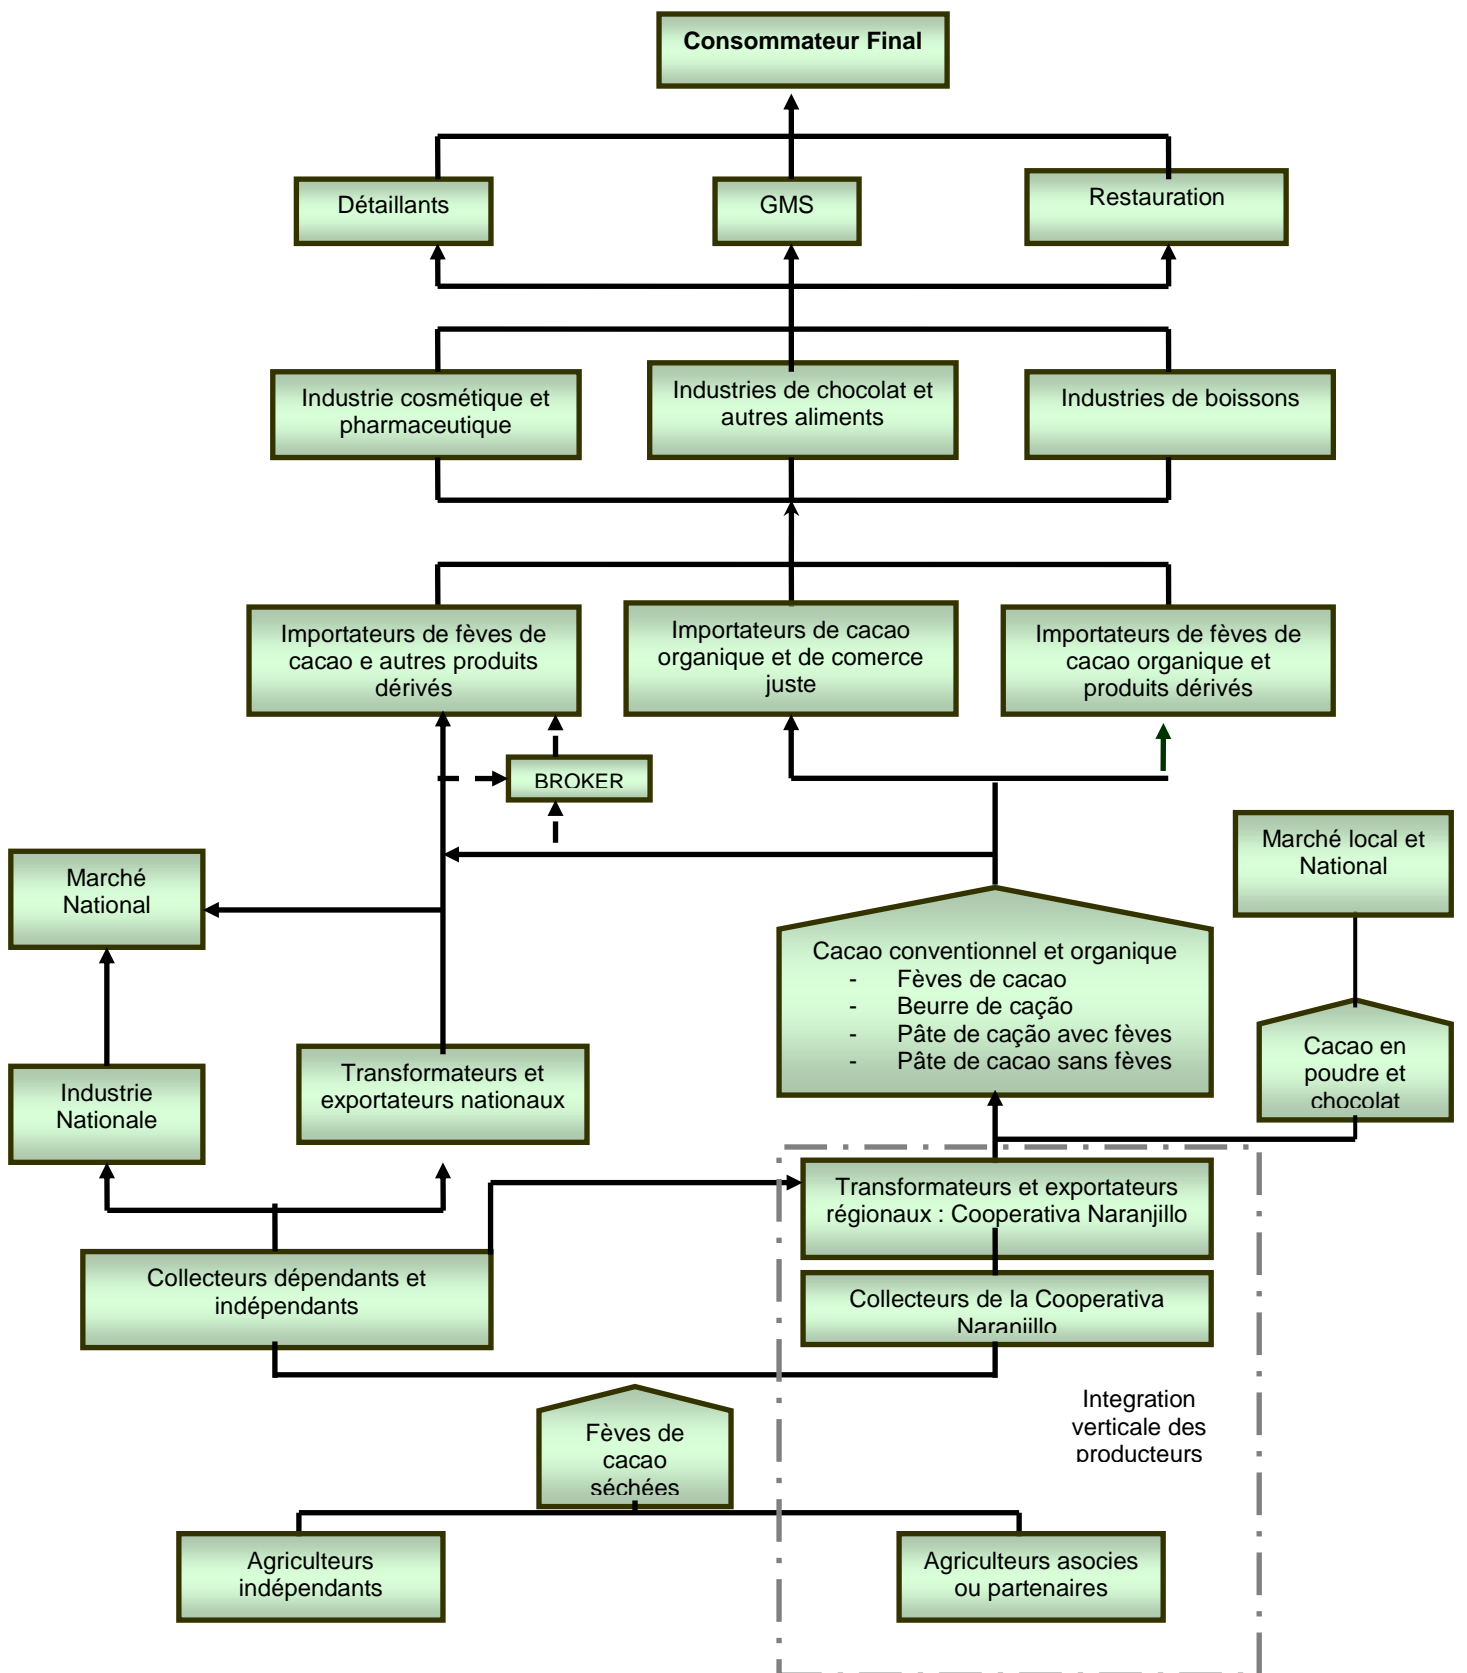 Consommateur Final
Détaillants
GMS
Restauration
Industrie cosmétique et
pharmaceutique
Industries de chocolat et
autres aliments
Industries de boissons
Importateurs de fèves de
cacao e autres produits
dérivés
Importateurs de cacao
organique et de comerce
juste
Importateurs de fèves de
cacao organique et
produits dérivés
BROKER
Marché local et
National
Marché
National
Cacao conventionnel et organique
- Fèves de cacao
- Beurre de cação
- Pâte de cação avec fèves
- Pâte de cacao sans fèves
Cacao en
poudre et
chocolat
Industrie
Nationale
Transformateurs et
exportateurs nationaux
Transformateurs et exportateurs
régionaux : Cooperativa Naranjillo
Collecteurs dépendants et
indépendants
Collecteurs de la Cooperativa
Naranjillo
Integration
verticale des
producteurs
Fèves de
cacao
séchées
Agriculteurs
indépendants
Agriculteurs asocies
ou partenaires